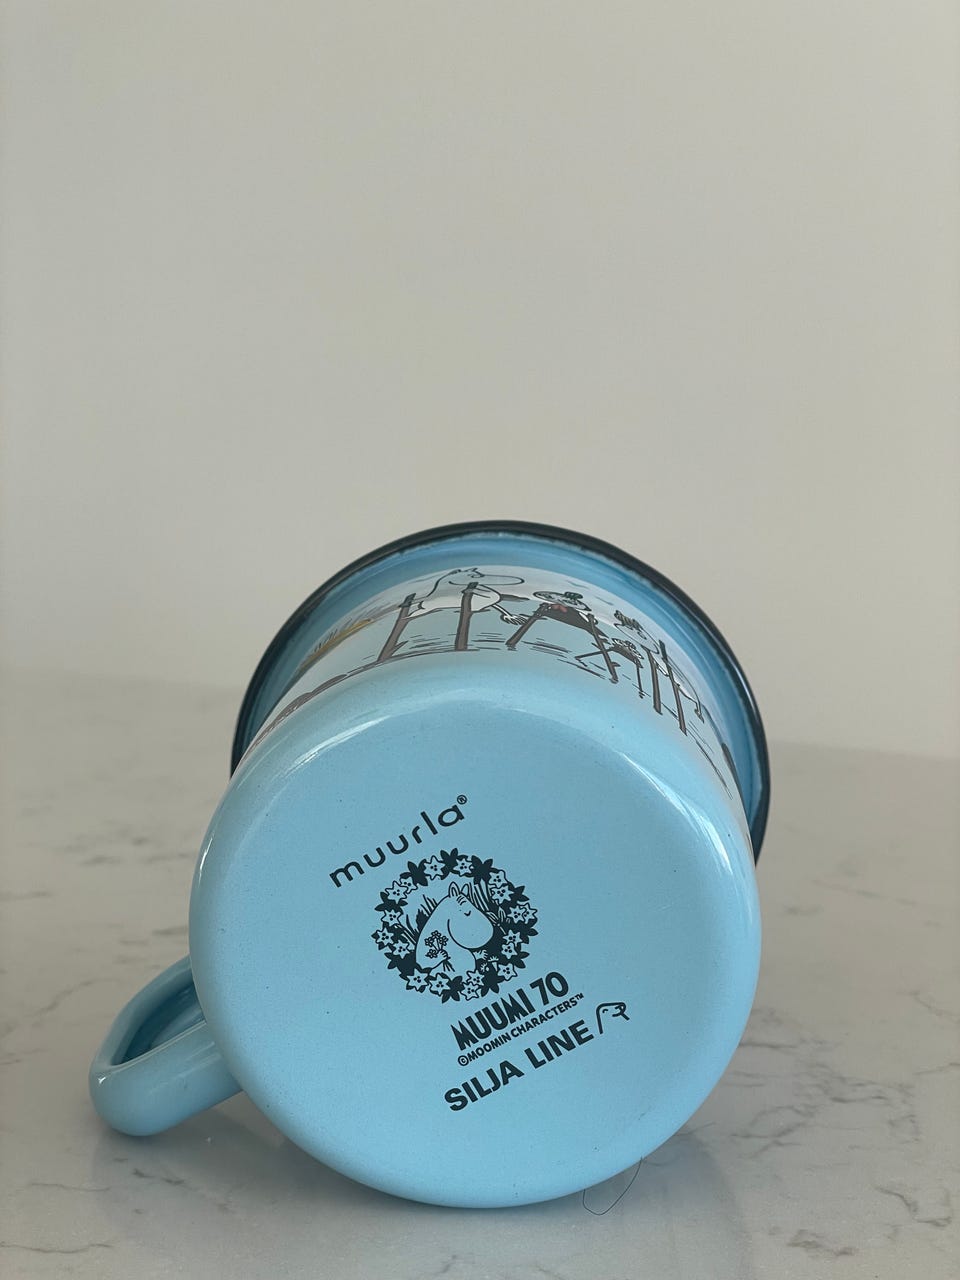 muurla®
MUUMI 70
©MOOMIN CHARACTERS™
SILJA LINE